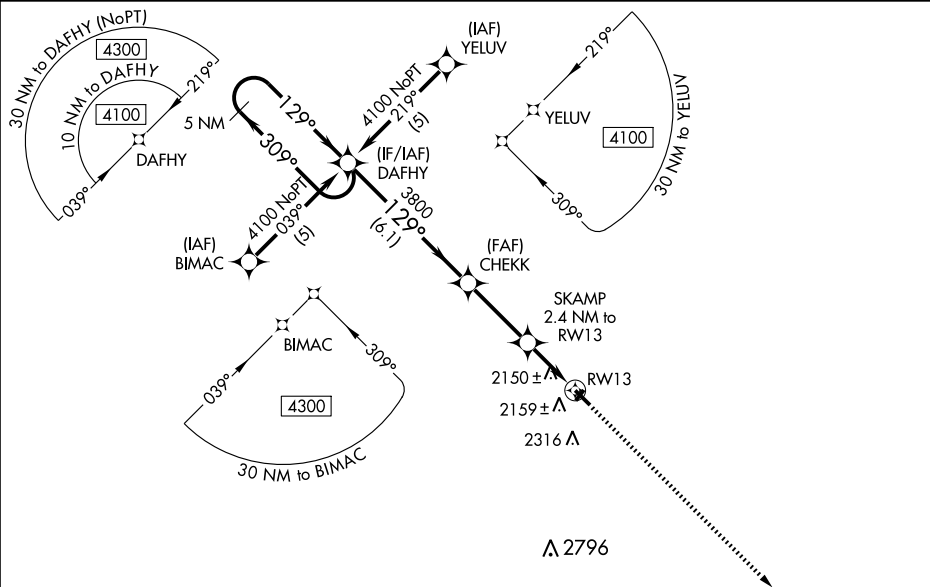 30 NM to DAFHY (NoPT)
4300
10 NM to DAFHY
4100
219°
DAFHY
039°
5 NM
129°
309°
(IAF)
YELUV
4100 NoPT
219°
(5)
(IF/IAF)
DAFHY
4100 NoPT
039°
(5)
(IAF)
BIMAC
3800
129°
(6.1)
(FAF)
CHEKK
SKAMP
2.4 NM to
RW13
RW13
2150 ±
2159 ±
2316
2796
219°
YELUV
4100
309°
30 NM to YELUV
BIMAC
039°
309°
4300
30 NM to BIMAC